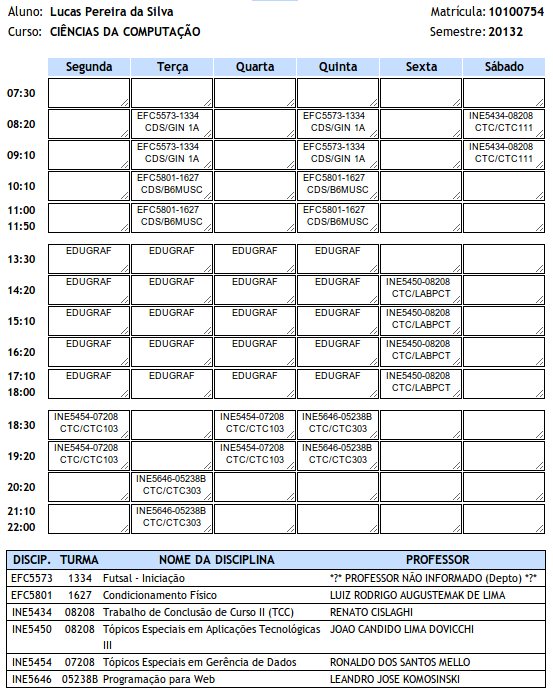 Aluno: Lucas Pereira da Silva Matrícula: 10100754
Curso: CIÊNCIAS DA COMPUTAÇÃO Semestre: 20132
Segunda Terça Quarta Quinta Sexta Sábado
07:30
08:20 EFC5573-1334 EFC5573-1334 INE5434-08208
CDS/GIN 1A CDS/GIN 1A CTC/CTC111
09:10 EFC5573-1334 EFC5573-1334 INE5434-08208
CDS/GIN 1A CDS/GIN 1A CTC/CTC111
10:10 EFC5801-1627 EFC5801-1627
CDS/B6MUSC CDS/B6MUSC
11:00 EFC5801-1627 EFC5801-1627
11:50 CDS/B6MUSC CDS/B6MUSC
13:30 EDUGRAF EDUGRAF EDUGRAF EDUGRAF
14:20 EDUGRAF EDUGRAF EDUGRAF EDUGRAF INE5450-08208
CTC/LABPCT
15:10 EDUGRAF EDUGRAF EDUGRAF EDUGRAF INE5450-08208
CTC/LABPCT
16:20 EDUGRAF EDUGRAF EDUGRAF EDUGRAF INE5450-08208
CTC/LABPCT
17:10 EDUGRAF EDUGRAF EDUGRAF EDUGRAF INE5450-08208
18:00 CTC/LABPCT
18:30 INE5454-07208 INE5454-07208 INE5646-05238B
CTC/CTC103 CTC/CTC103 CTC/CTC303
19:20 INE5454-07208 INE5454-07208 INE5646-05238B
CTC/CTC103 CTC/CTC103 CTC/CTC303
20:20 INE5646-05238B
CTC/CTC303
21:10 INE5646-05238B
22:00 CTC/CTC303
DISCIP. TURMA NOME DA DISCIPLINA PROFESSOR
EFC5573 1334 Futsal - Iniciação *?* PROFESSOR NÃO INFORMADO (Depto) *?*
EFC5801 1627 Condicionamento Físico LUIZ RODRIGO AUGUSTEMAK DE LIMA
INE5434 08208 Trabalho de Conclusão de Curso II (TCC) RENATO CISLAGHI
INE5450 08208 Tópicos Especiais em Aplicações Tecnológicas JOAO CANDIDO LIMA DOVICCHI
III
INE5454 07208 Tópicos Especiais em Gerência de Dados RONALDO DOS SANTOS MELLO
INE5646 05238B Programação para Web LEANDRO JOSE KOMOSINSKI